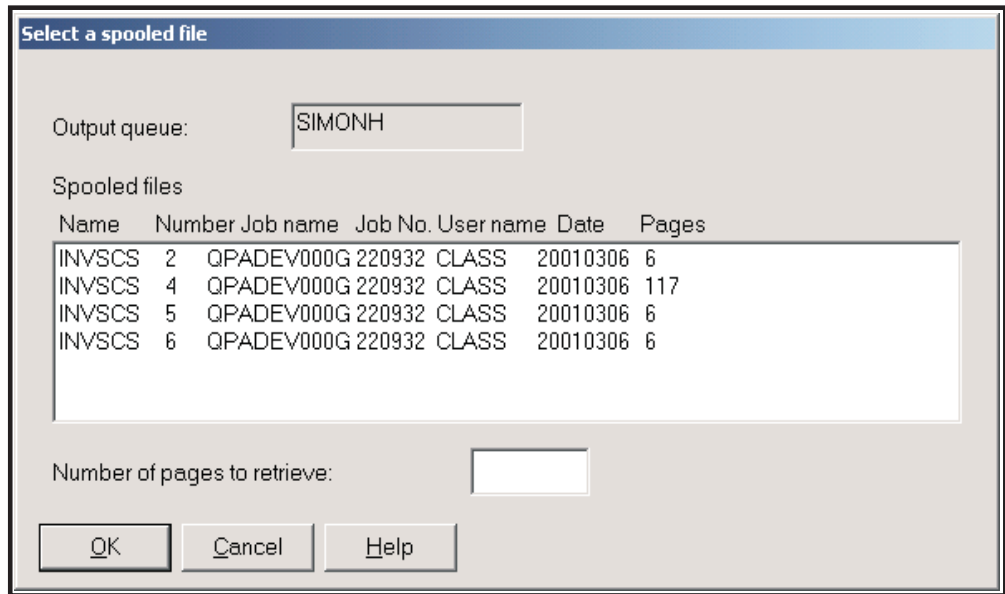 Select a spooled file
Output queue: SIMONH
Spooled files
Name Number Job name Job No. User name Date Pages
INVSCS 2 QPADEV000G 220932 CLASS 20010306 6
INVSCS 4 QPADEV000G 220932 CLASS 20010306 117
INVSCS 5 QPADEV000G 220932 CLASS 20010306 6
INVSCS 6 QPADEV000G 220932 CLASS 20010306 6
Number of pages to retrieve:
OK Cancel Help